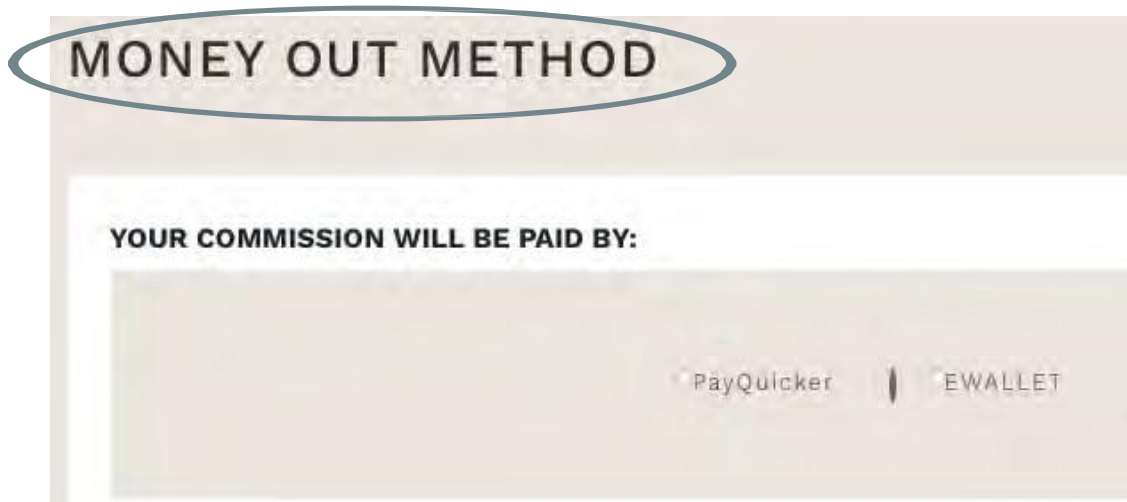 MONEY OUT METHOD
YOUR COMMISSION WILL BE PAID BY:
PayQuicker EWALLET